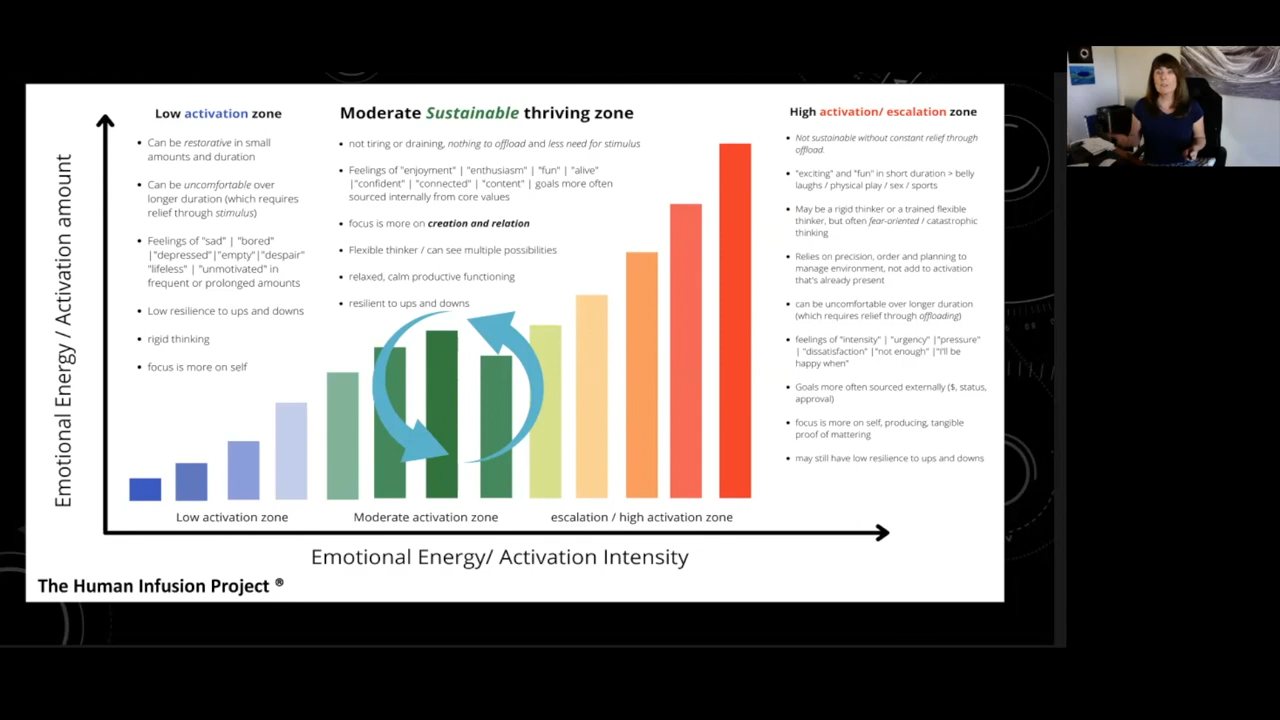 Low activation zone
• Can be restorative in small
amounts and duration
• Can be uncomfortable over
longer duration (which requires
relief through stimulus)
• Feelings of "sad" | "bored"
|"depressed"|"empty"|"despair"
"lifeless" | "unmotivated" in
frequent or prolonged amounts
• Low resilience to ups and downs
• rigid thinking
• focus is more on self
Moderate Sustainable thriving zone
• not tiring or draining, nothing to offload and less need for stimulus
• Feelings of "enjoyment" | "enthusiasm" | "fun" | "alive"
|"confident" | "connected" | "content" | goals more often
sourced internally from core values
• focus is more on creation and relation
• Flexible thinker / can see multiple possibilities
• relaxed, calm productive functioning
• resilient to ups and downs
High activation/ escalation zone
• Not sustainable without constant relief through
offload.
• "exciting" and "fun" in short duration > belly
laughs / physical play / sex / sports
• May be a rigid thinker or a trained flexible
thinker, but often fear-oriented / catastrophic
thinking
• Relies on precision, order and planning to
manage environment, not add to activation
that's already present
• can be uncomfortable over longer duration
(which requires relief through offloading)
• feelings of "intensity" | "urgency" |"pressure"
| "dissatisfaction" |"not enough" |"I'll be
happy when"
• Goals more often sourced externally ($, status,
approval)
• focus is more on self, producing, tangible
proof of mattering
• may still have low resilience to ups and downs
Emotional Energy / Activation amount
Low activation zone
Moderate activation zone
escalation / high activation zone
Emotional Energy/ Activation Intensity
The Human Infusion Project ®